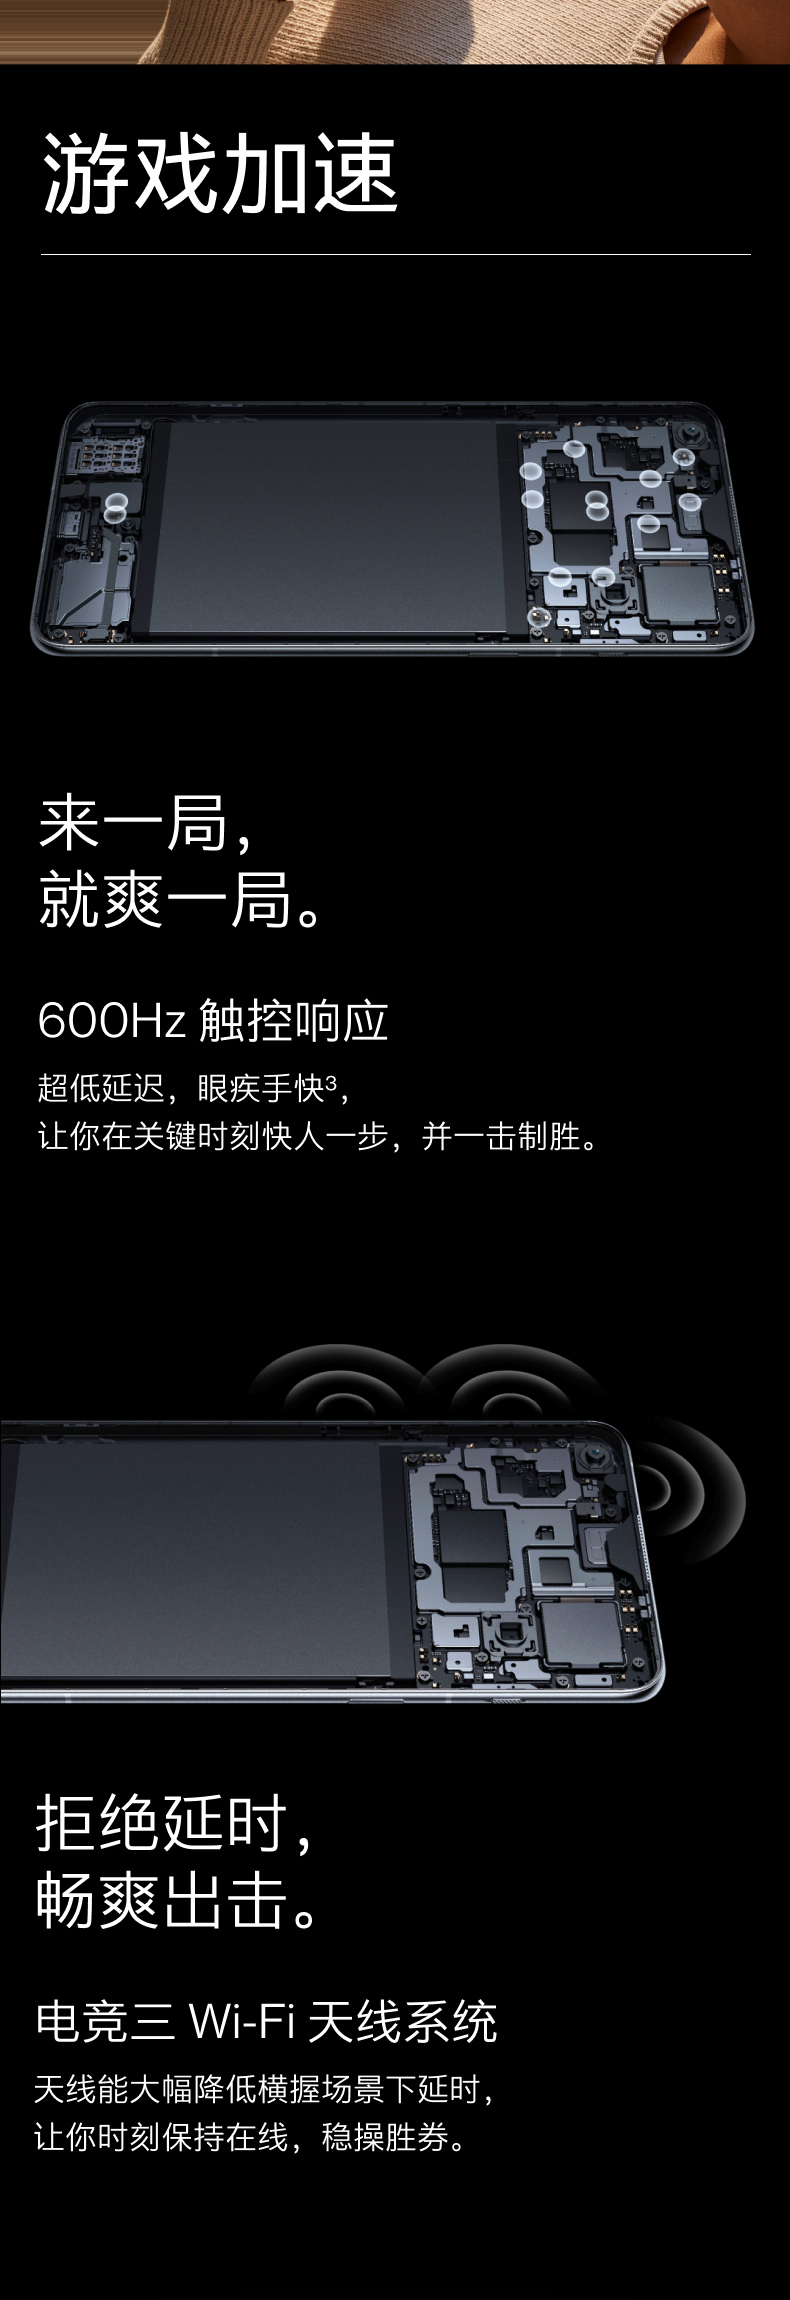 游戏加速
来一局，
就爽一局。
600Hz 触控响应
超低延迟，眼疾手快³，
让你在关键时刻快人一步，并一击制胜。
拒绝延时，
畅爽出击。
电竞三 Wi-Fi 天线系统
天线能大幅降低横握场景下延时，
让你时刻保持在线，稳操胜券。